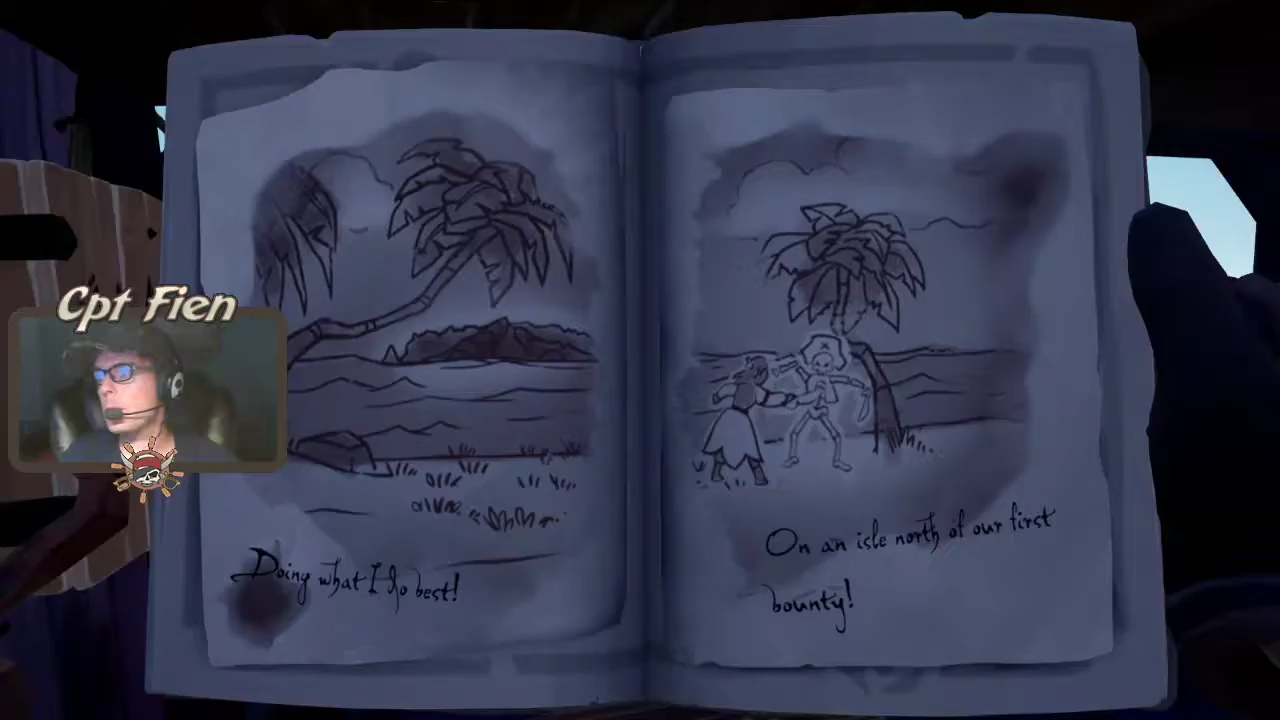 Cpt Fien
Doing what I do best!
On an isle north of our first
bounty!